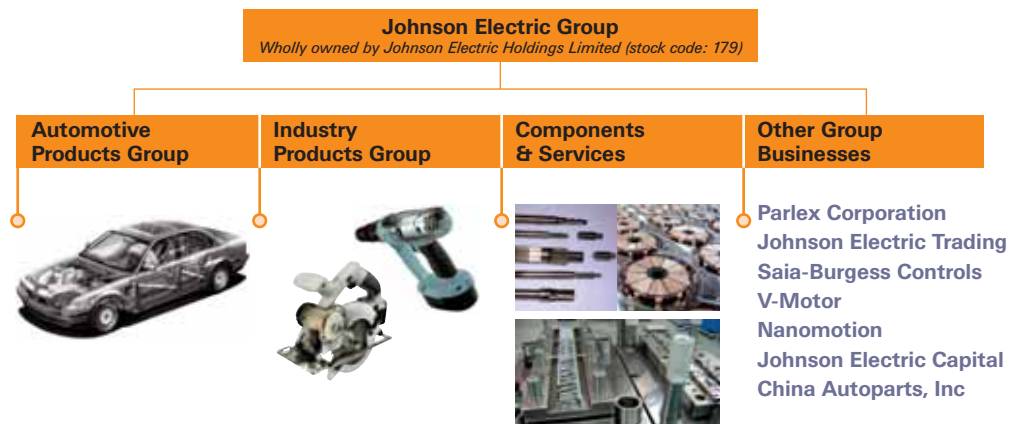 Johnson Electric Group
Wholly owned by Johnson Electric Holdings Limited (stock code: 179)
Automotive
Products Group
Industry
Products Group
Components
& Services
Other Group
Businesses
Parlex Corporation
Johnson Electric Trading
Saia-Burgess Controls
V-Motor
Nanomotion
Johnson Electric Capital
China Autoparts, Inc